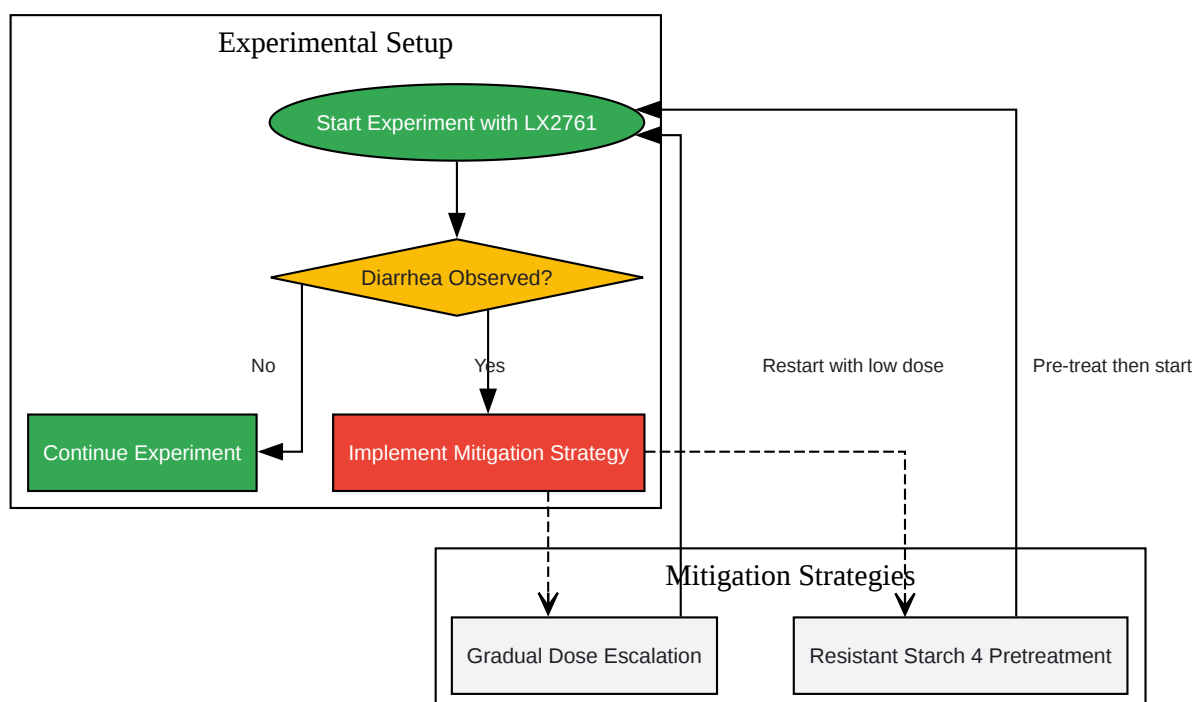 Experimental Setup
Start Experiment with LX2761
Diarrhea Observed?
No
Yes
Restart with low dose
Pre-treat then start
Continue Experiment
Implement Mitigation Strategy
Mitigation Strategies
Gradual Dose Escalation
Resistant Starch 4 Pretreatment